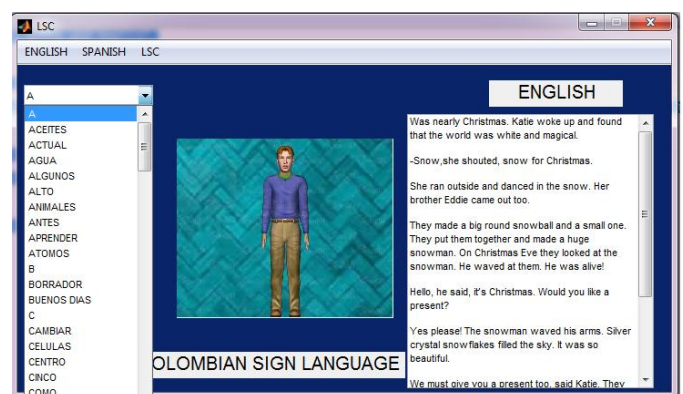 LSC
ENGLISH SPANISH LSC
ENGLISH
A
A
ACEITES
ACTUAL
AGUA
ALGUNOS
ALTO
ANIMALES
ANTES
APRENDER
ATOMOS
B
BORRADOR
BUENOS DIAS
C
CAMBIAR
CELULAS
CENTRO
CINCO
COMO
OLOMBIAN SIGN LANGUAGE
Was nearly Christmas. Katie woke up and found
that the world was white and magical.
-Snow,she shouted, snow for Christmas.
She ran outside and danced in the snow. Her
brother Eddie came out too.
They made a big round snowball and a small one.
They put them together and made a huge
snowman. On Christmas Eve they looked at the
snowman. He waved at them. He was alive!
Hello, he said, it's Christmas. Would you like a
present?
Yes please! The snowman waved his arms. Silver
crystal snowflakes filled the sky. It was so
beautiful.
We must give you a present too, said Katie. They